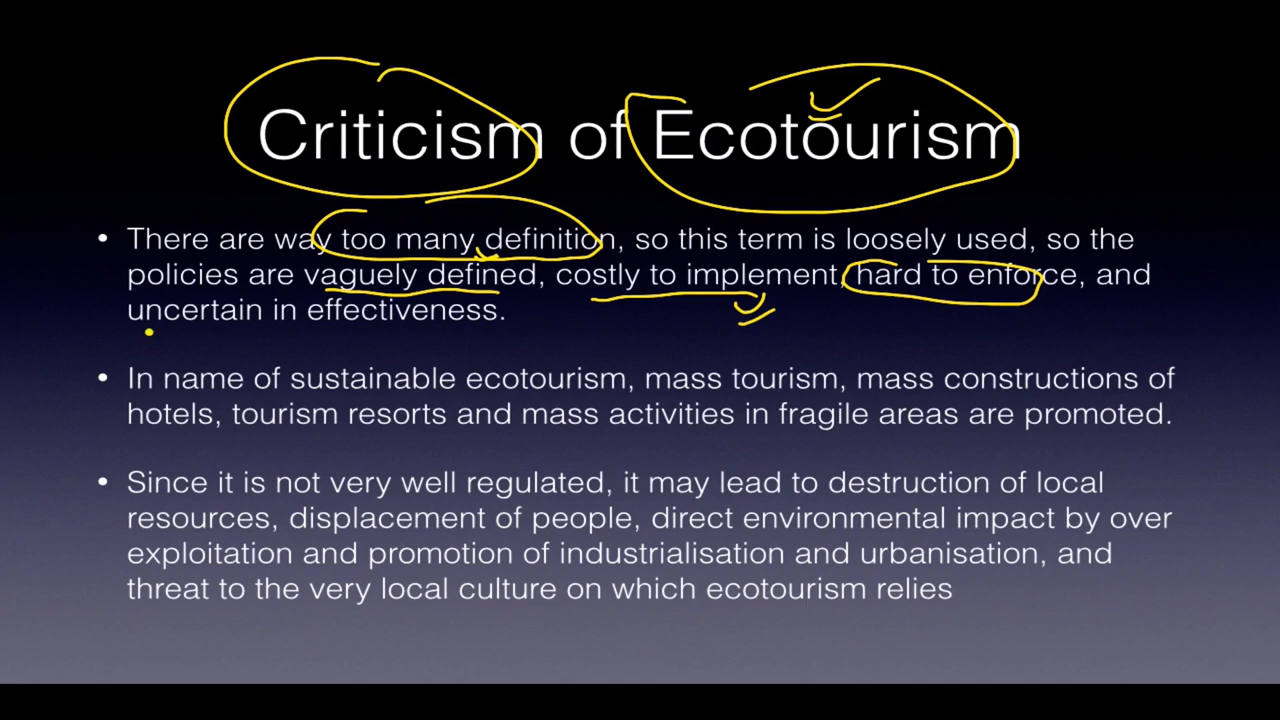 Criticism of Ecotourism
• There are way too many definition, so this term is loosely used, so the
policies are vaguely defined, costly to implement, hard to enforce, and
uncertain in effectiveness.
• In name of sustainable ecotourism, mass tourism, mass constructions of
hotels, tourism resorts and mass activities in fragile areas are promoted.
• Since it is not very well regulated, it may lead to destruction of local
resources, displacement of people, direct environmental impact by over
exploitation and promotion of industrialisation and urbanisation, and
threat to the very local culture on which ecotourism relies